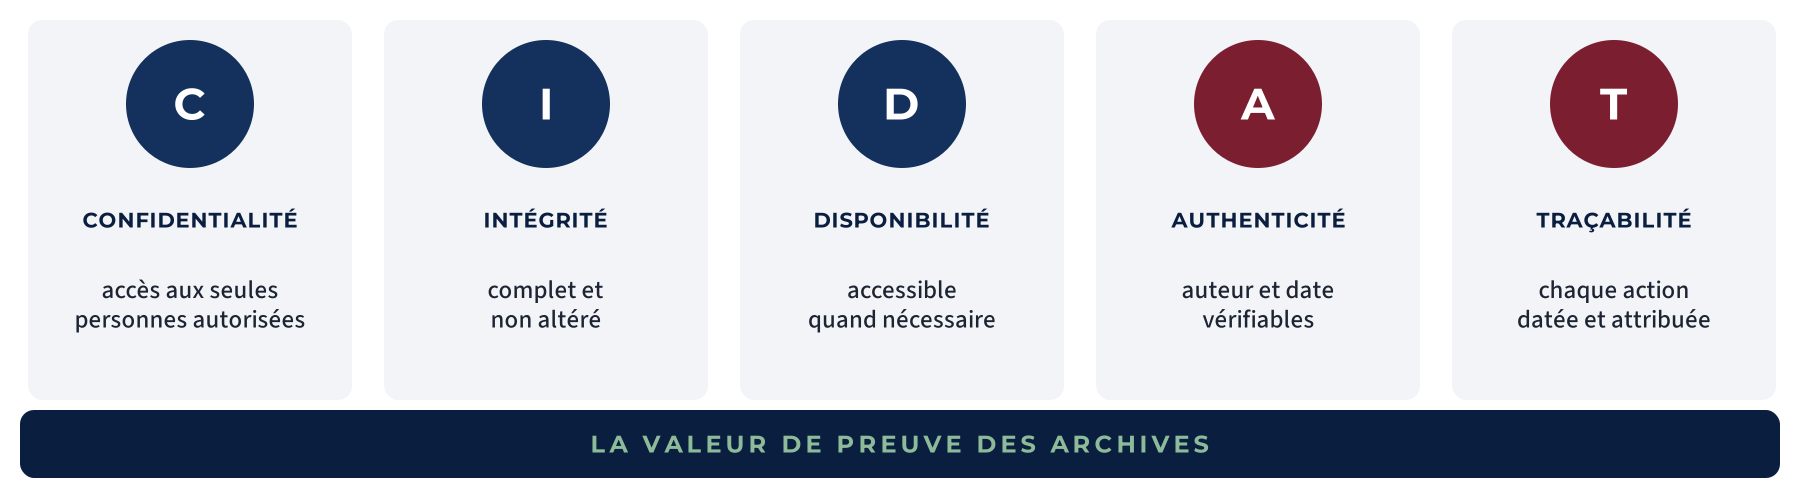 C
CONFIDENTIALITÉ
accès aux seules
personnes autorisées
I
INTÉGRITÉ
complet et
non altéré
D
DISPONIBILITÉ
accessible
quand nécessaire
A
AUTHENTICITÉ
auteur et date
vérifiables
T
TRAÇABILITÉ
chaque action
datée et attribuée
LA VALEUR DE PREUVE DES ARCHIVES